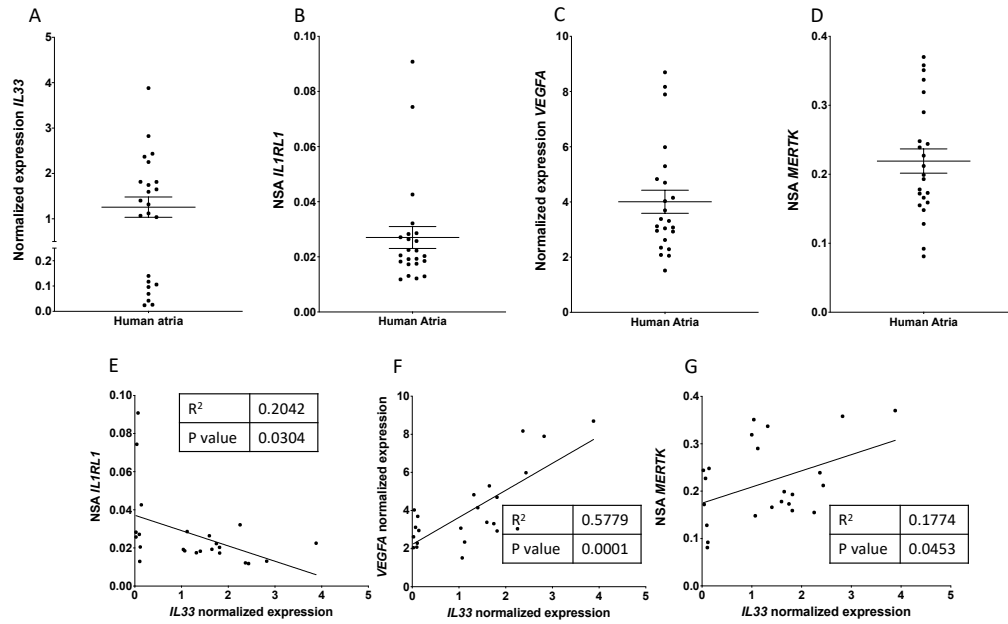 A
Normalized expression IL33
5
4
3
2
1
0.2
0.1
0.0
Human atria
B
NSA IL1RL1
0.10
0.08
0.06
0.04
0.02
0.00
Human Atria
C
Normalized expression VEGFA
10
8
6
4
2
0
Human Atria
D
NSA MERTK
0.4
0.3
0.2
0.1
0.0
Human Atria
E
NSA IL1RL1
0.10
0.08
0.06
0.04
0.02
0.00
R² 0.2042
P value 0.0304
0 1 2 3 4 5
IL33 normalized expression
F
VEGFA normalized expression
10
8
6
4
2
0
R² 0.5779
P value 0.0001
0 1 2 3 4 5
IL33 normalized expression
G
NSA MERTK
0.4
0.3
0.2
0.1
0.0
R² 0.1774
P value 0.0453
0 1 2 3 4 5
IL33 normalized expression